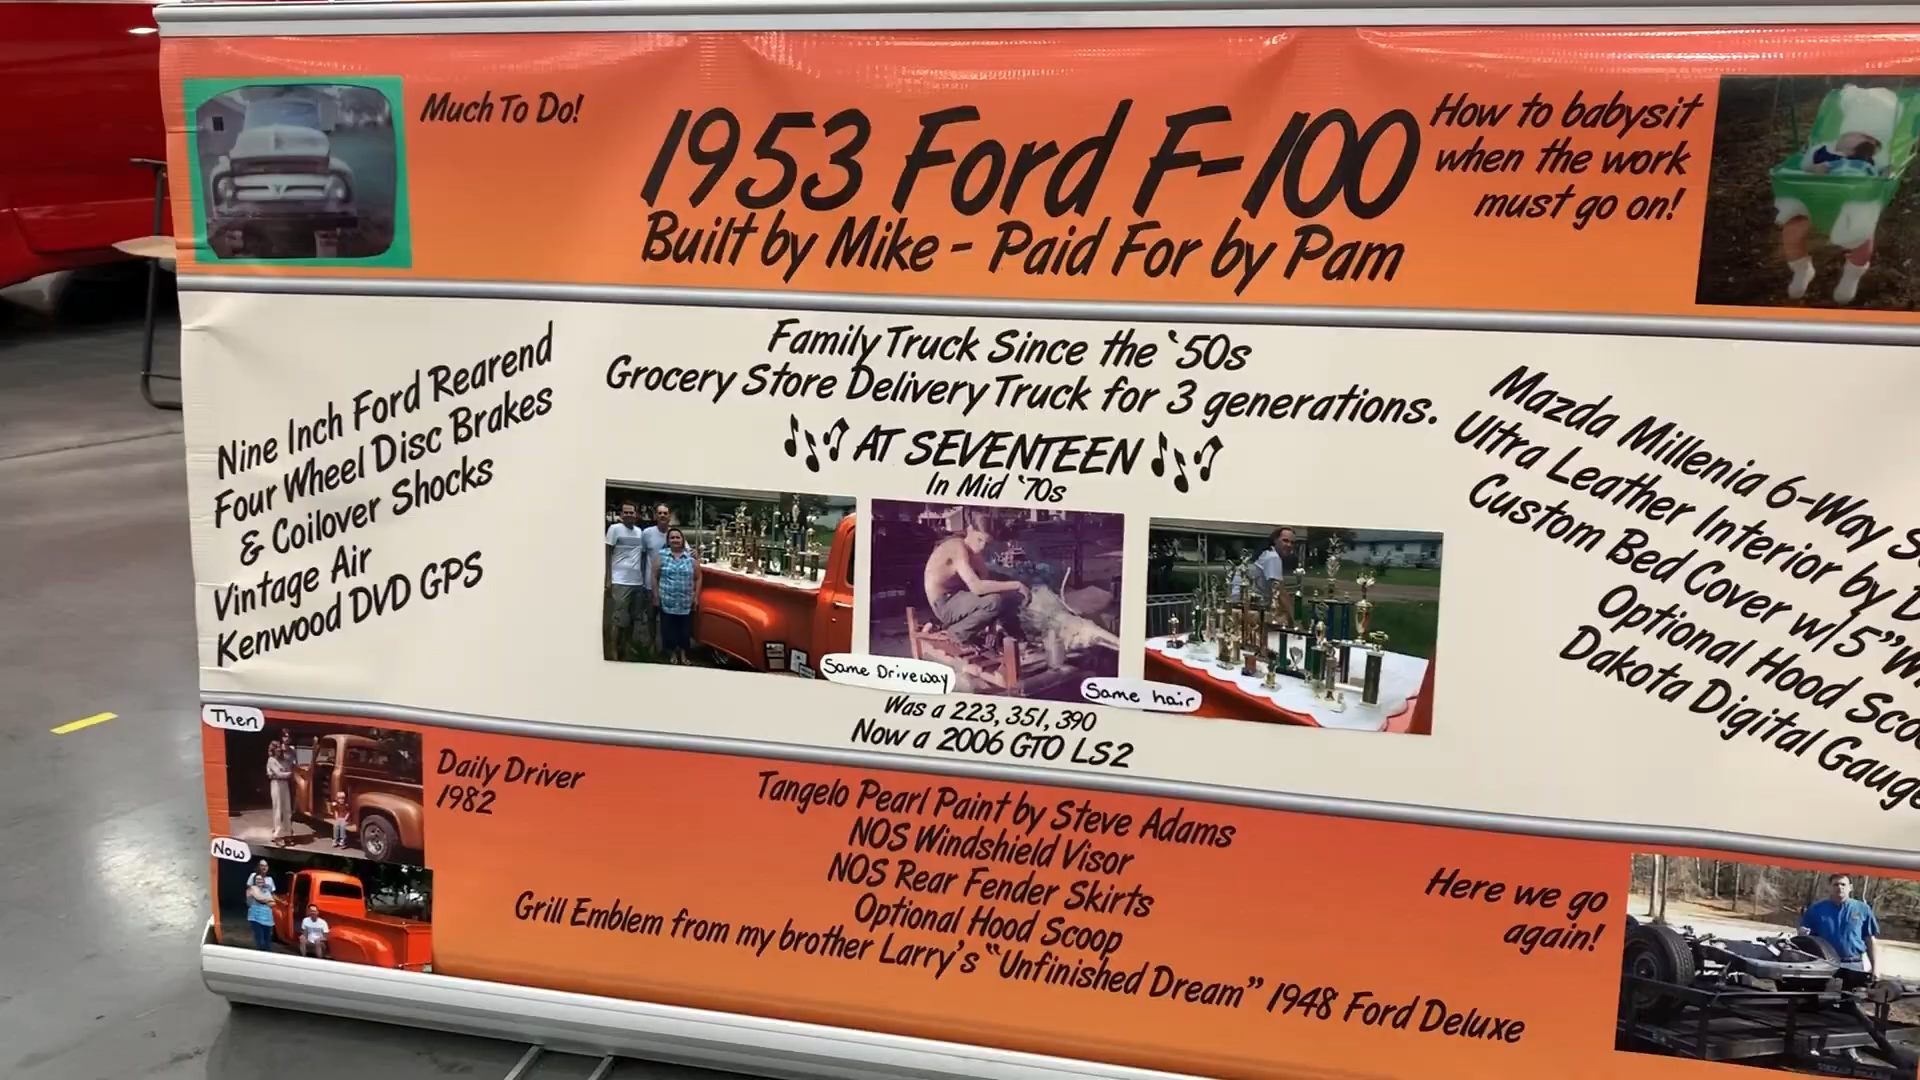 Much To Do!
1953 Ford F-100
Built by Mike - Paid For by Pam
How to babysit
when the work
must go on!
Family Truck Since the '50s
Grocery Store Delivery Truck for 3 generations.
AT SEVENTEEN
In Mid '70s
Nine Inch Ford Rearend
Four Wheel Disc Brakes
& Coilover Shocks
Vintage Air
Kenwood DVD GPS
Same Driveway
Same hair
Was a 223, 351, 390
Now a 2006 GTO LS2
Mazda Millenia 6-Way
Ultra Leather Interior by
Custom Bed Cover w/ 5"
Optional Hood
Dakota Digital
Then
Now
Daily Driver
1982
Tangelo Pearl Paint by Steve Adams
NOS Windshield Visor
NOS Rear Fender Skirts
Optional Hood Scoop
Grill Emblem from my brother Larry's "Unfinished Dream" 1948 Ford Deluxe
Here we go
again!